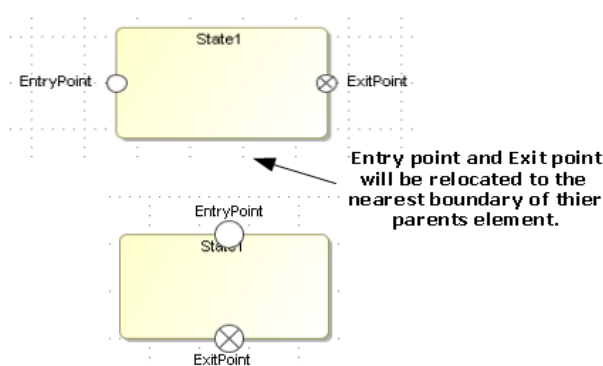 State1
EntryPoint
ExitPoint
Entry point and Exit point
will be relocated to the
nearest boundary of thier
parents element.
EntryPoint
State1
ExitPoint